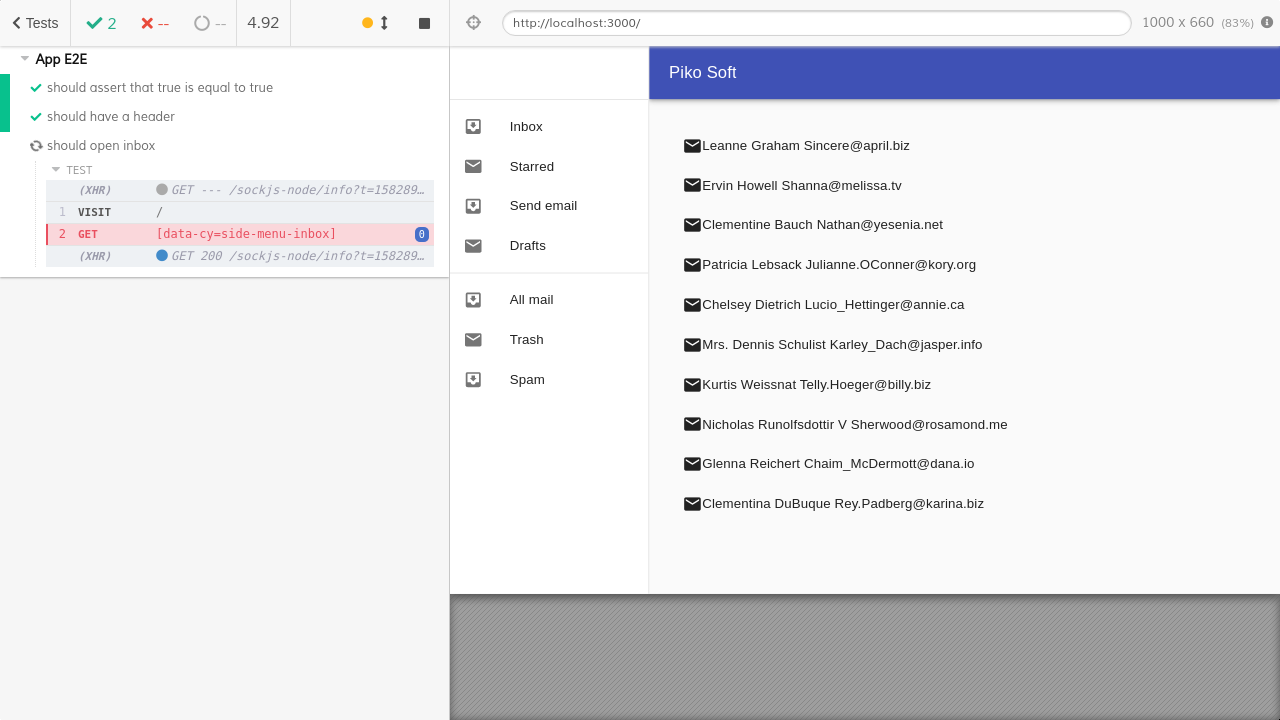 Tests
2
--
--
4.92
http://localhost:3000/
1000 x 660 (83%)
App E2E
should assert that true is equal to true
should have a header
should open inbox
TEST
(XHR) GET --- /sockjs-node/info?t=158289…
1 VISIT /
2 GET [data-cy=side-menu-inbox] 0
(XHR) GET 200 /sockjs-node/info?t=158289…
Piko Soft
Inbox
Starred
Send email
Drafts
All mail
Trash
Spam
Leanne Graham Sincere@april.biz
Ervin Howell Shanna@melissa.tv
Clementine Bauch Nathan@yesenia.net
Patricia Lebsack Julianne.OConner@kory.org
Chelsey Dietrich Lucio_Hettinger@annie.ca
Mrs. Dennis Schulist Karley_Dach@jasper.info
Kurtis Weissnat Telly.Hoeger@billy.biz
Nicholas Runolfsdottir V Sherwood@rosamond.me
Glenna Reichert Chaim_McDermott@dana.io
Clementina DuBuque Rey.Padberg@karina.biz